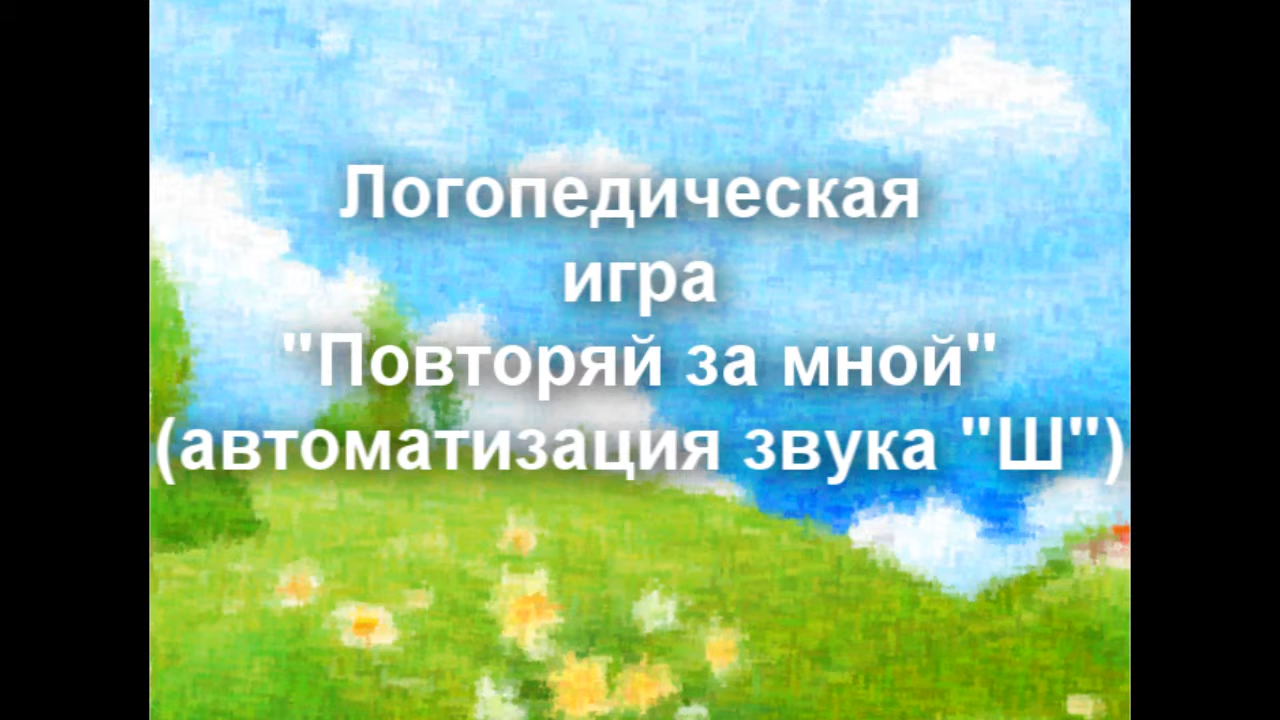 Логопедическая
игра
"Повторяй за мной"
(автоматизация звука "Ш")